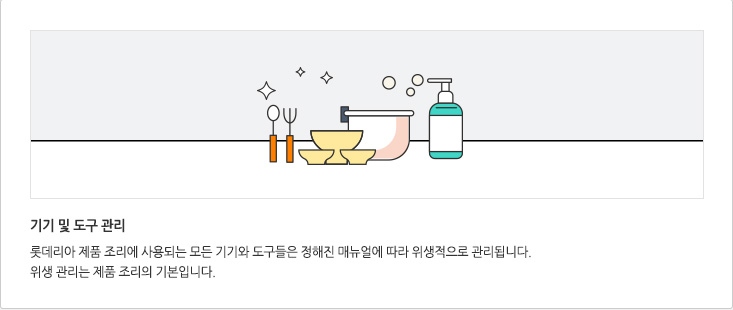 기기 및 도구 관리
롯데리아 제품 조리에 사용되는 모든 기기와 도구들은 정해진 매뉴얼에 따라 위생적으로 관리됩니다.
위생 관리는 제품 조리의 기본입니다.